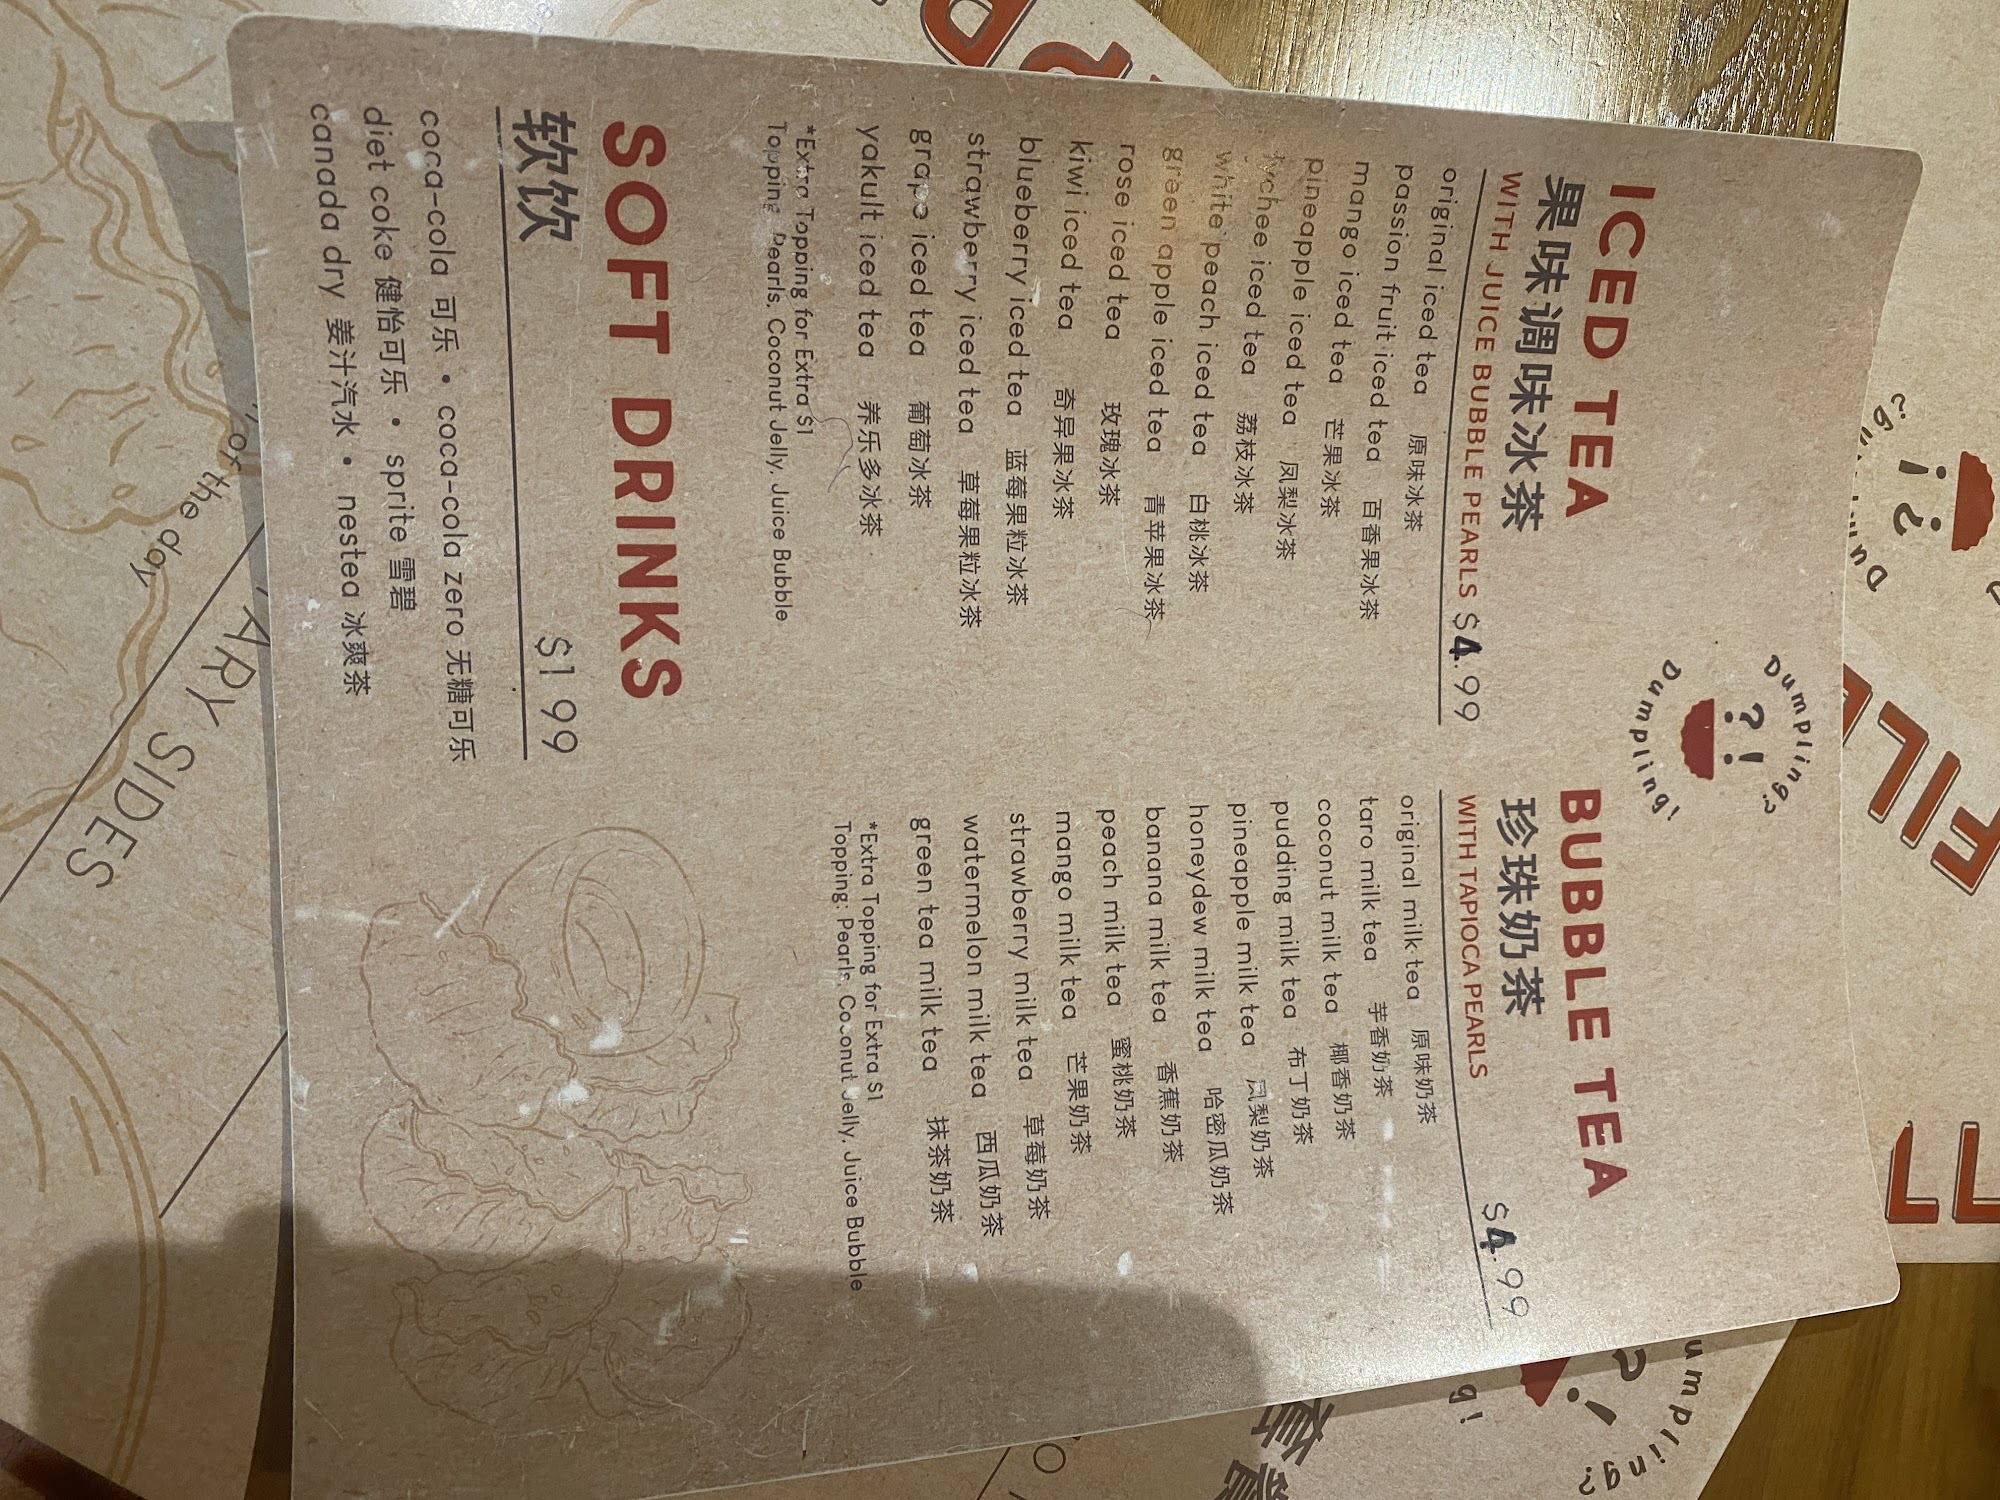 Dumpling?
?!
Dumpling!
ICED TEA
果味调味冰茶
WITH JUICE BUBBLE PEARLS $4.99
original iced tea 原味冰茶
passion fruit iced tea 百香果冰茶
mango iced tea 芒果冰茶
pineapple iced tea 凤梨冰茶
lychee iced tea 荔枝冰茶
white peach iced tea 白桃冰茶
green apple iced tea 青苹果冰茶
rose iced tea 玫瑰冰茶
kiwi iced tea 奇异果冰茶
blueberry iced tea 蓝莓果粒冰茶
strawberry iced tea 草莓果粒冰茶
grape iced tea 葡萄冰茶
yakult iced tea 养乐多冰茶
*Extra Topping for Extra $1
Topping: Pearls, Coconut Jelly, Juice Bubble
SOFT DRINKS
软饮 $1.99
coca-cola 可乐 • coca-cola zero 无糖可乐
diet coke 健怡可乐 • sprite 雪碧
canada dry 姜汁汽水 • nestea 冰爽茶
BUBBLE TEA
珍珠奶茶
WITH TAPIOCA PEARLS $4.99
original milk tea 原味奶茶
taro milk tea 芋香奶茶
coconut milk tea 椰香奶茶
pudding milk tea 布丁奶茶
pineapple milk tea 凤梨奶茶
honeydew milk tea 哈密瓜奶茶
banana milk tea 香蕉奶茶
peach milk tea 蜜桃奶茶
mango milk tea 芒果奶茶
strawberry milk tea 草莓奶茶
watermelon milk tea 西瓜奶茶
green tea milk tea 抹茶奶茶
*Extra Topping for Extra $1
Topping: Pearls, Coconut Jelly, Juice Bubble
of the day
SIDES